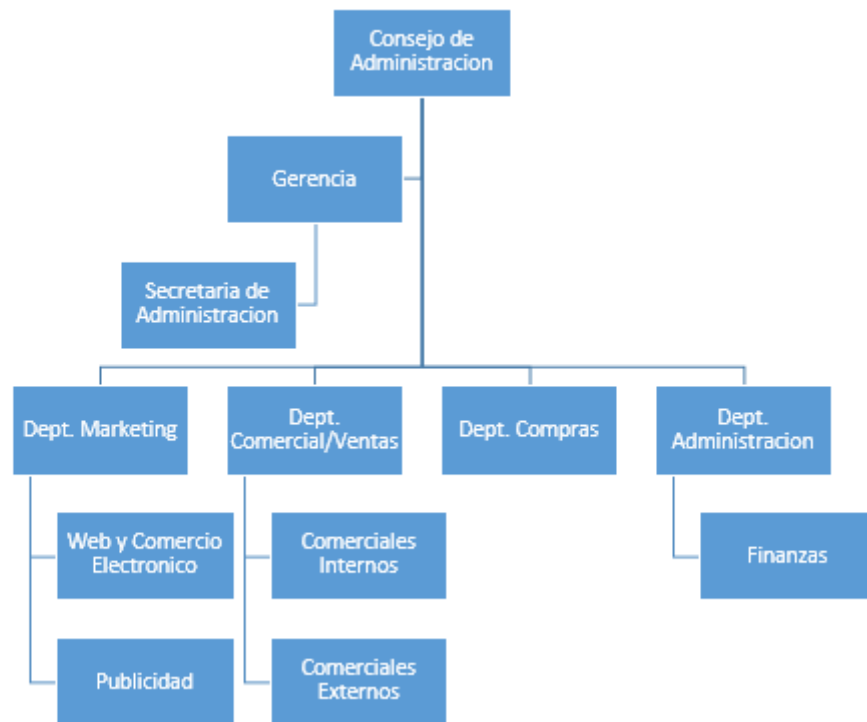 Consejo de
Administracion
Gerencia
Secretaria de
Administracion
Dept. Marketing
Dept.
Comercial/Ventas
Dept. Compras
Dept.
Administracion
Web y Comercio
Electronico
Comerciales
Internos
Finanzas
Publicidad
Comerciales
Externos